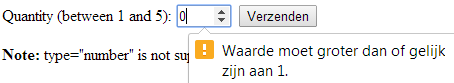 Quantity (between 1 and 5): 0 Verzenden
Note: type="number" is not
Waarde moet groter dan of gelijk
zijn aan 1.